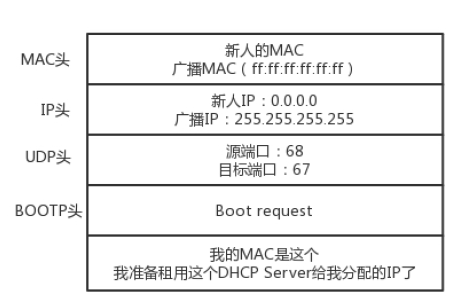 MAC头
新人的MAC
广播MAC（ff:ff:ff:ff:ff:ff）
IP头
新人IP：0.0.0.0
广播IP：255.255.255.255
UDP头
源端口：68
目标端口：67
BOOTP头
Boot request
我的MAC是这个
我准备租用这个DHCP Server给我分配的IP了